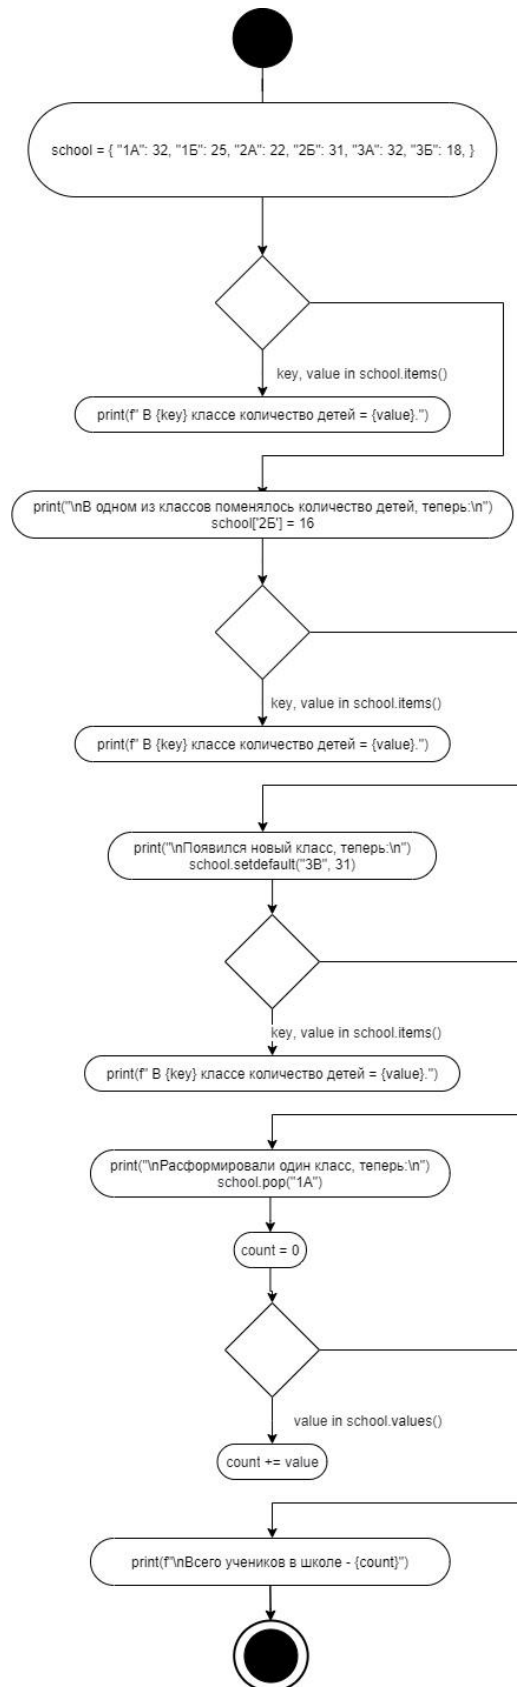 school = { "1А": 32, "1Б": 25, "2А": 22, "2Б": 31, "3А": 32, "3Б": 18, }
key, value in school.items()
print(f" В {key} классе количество детей = {value}.")
print("\nВ одном из классов поменялось количество детей, теперь:\n")
school['2Б'] = 16
key, value in school.items()
print(f" В {key} классе количество детей = {value}.")
print("\nПоявился новый класс, теперь:\n")
school.setdefault("3В", 31)
key, value in school.items()
print(f" В {key} классе количество детей = {value}.")
print("\nРасформировали один класс, теперь:\n")
school.pop("1А")
count = 0
value in school.values()
count += value
print(f"\nВсего учеников в школе - {count}")